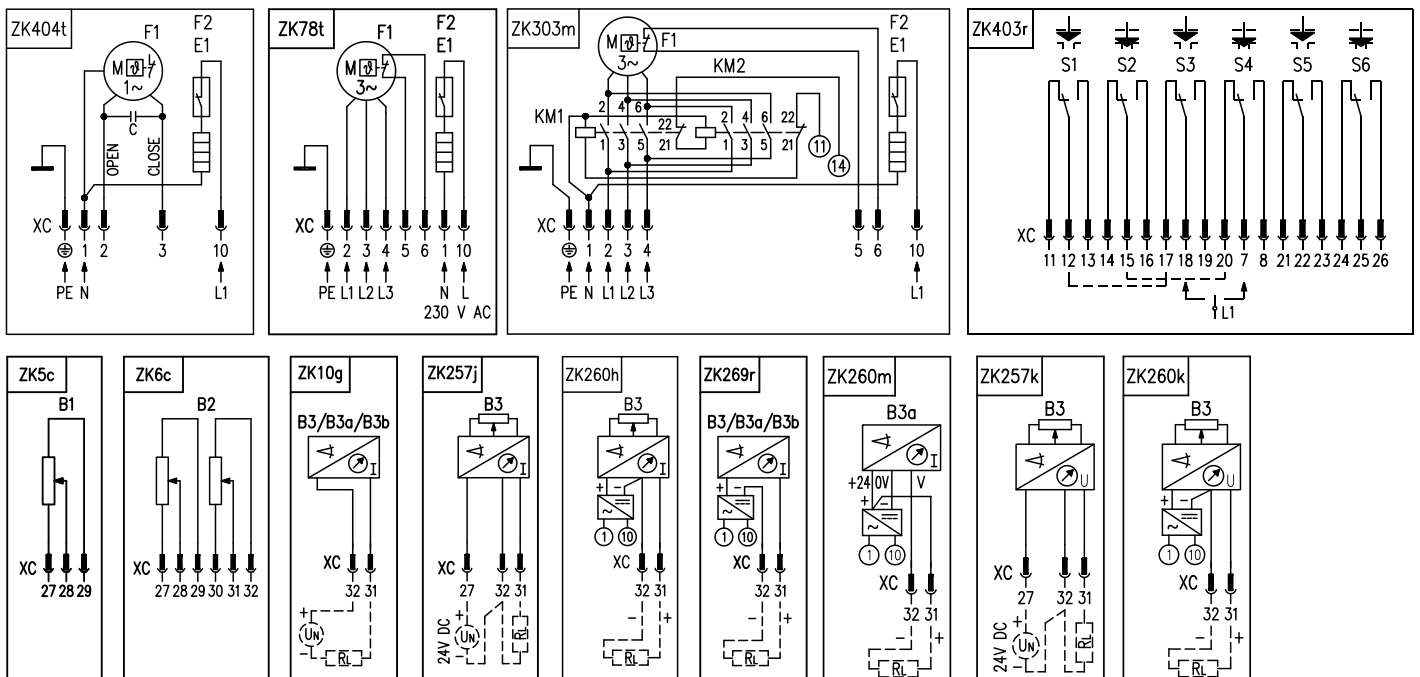 ZK404t
F1
F2
E1
M ϑ
1~
C
OPEN
CLOSE
XC
1 2 3 10
PE N L1
ZK78t
F1
F2
E1
M ϑ
3~
XC
2 3 4 5 6 1 10
PE L1 L2 L3 N L
230 V AC
ZK303m
F1
F2
E1
M ϑ
3~
KM2
KM1
2 4 6 22 2 4 6 22
1 3 5 21 1 3 5 21
11
14
XC
1 2 3 4 5 6 10
PE N L1 L2 L3 L1
ZK403r
S1 S2 S3 S4 S5 S6
XC
11 12 13 14 15 16 17 18 19 20 7 8 21 22 23 24 25 26
L1
ZK5c
B1
XC
27 28 29
ZK6c
B2
XC
27 28 29 30 31 32
ZK10g
B3/B3a/B3b
I
XC
32 31
+
UN
-
RL
ZK257j
B3
I
XC
27 32 31
24V DC
+
UN
-
RL
ZK260h
B3
I
+ -
~
1 10
XC
32 31
- +
RL
ZK269r
B3/B3a/B3b
I
+ -
~
1 10
XC
32 31
- +
RL
ZK260m
B3a
I
+24 0V V
+ -
~
1 10
XC
32 31
- +
RL
ZK257k
B3
U
XC
27 32 31
24V DC
+
UN
-
RL
ZK260k
B3
U
+ -
~
1 10
XC
32 31
- +
RL